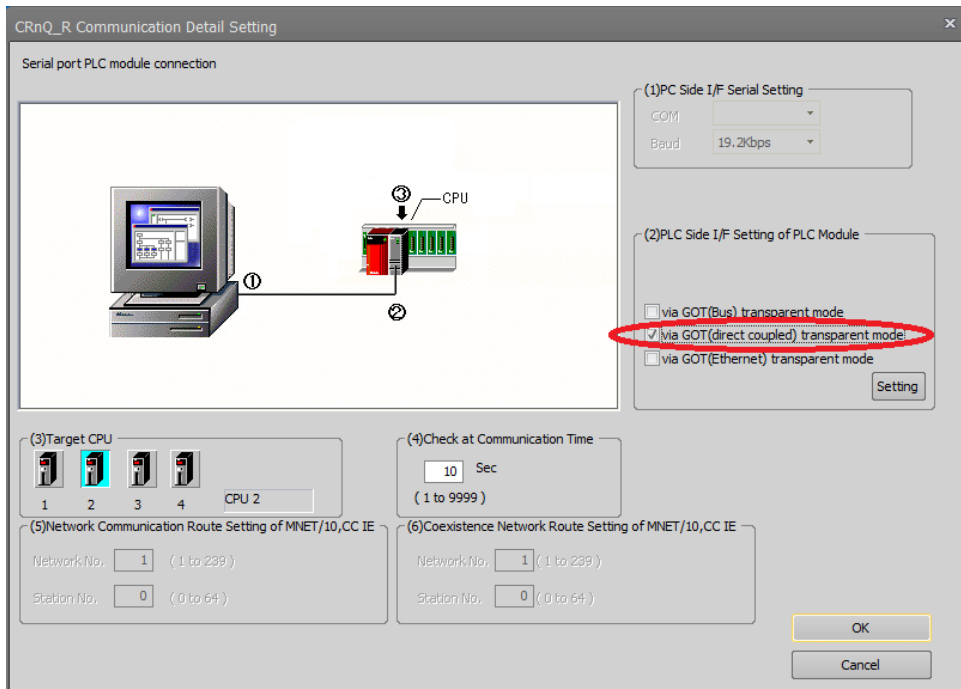 CRnQ_R Communication Detail Setting
Serial port PLC module connection
(1)PC Side I/F Serial Setting
COM
Baud 19.2Kbps
③
CPU
①
②
(2)PLC Side I/F Setting of PLC Module
via GOT(Bus) transparent mode
via GOT(direct coupled) transparent mode
via GOT(Ethernet) transparent mode
Setting
(3)Target CPU
1 2 3 4 CPU 2
(4)Check at Communication Time
10 Sec
( 1 to 9999 )
(5)Network Communication Route Setting of MNET/10,CC IE
Network No. 1 ( 1 to 239 )
Station No. 0 ( 0 to 64 )
(6)Coexistence Network Route Setting of MNET/10,CC IE
Network No. 1 ( 1 to 239 )
Station No. 0 ( 0 to 64 )
OK
Cancel